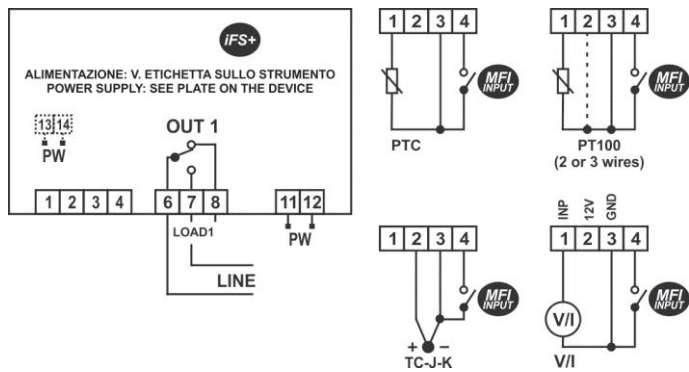 iFS+
ALIMENTAZIONE: V. ETICHETTA SULLO STRUMENTO
POWER SUPPLY: SEE PLATE ON THE DEVICE
13 14
PW
OUT 1
1 2 3 4
6 7 8
11 12
LOAD1
PW
LINE
1 2 3 4
MFI
INPUT
PTC
1 2 3 4
MFI
INPUT
PT100
(2 or 3 wires)
1 2 3 4
MFI
INPUT
+ −
TC-J-K
INP
12V
GND
1 2 3 4
V/I
MFI
INPUT
V/I